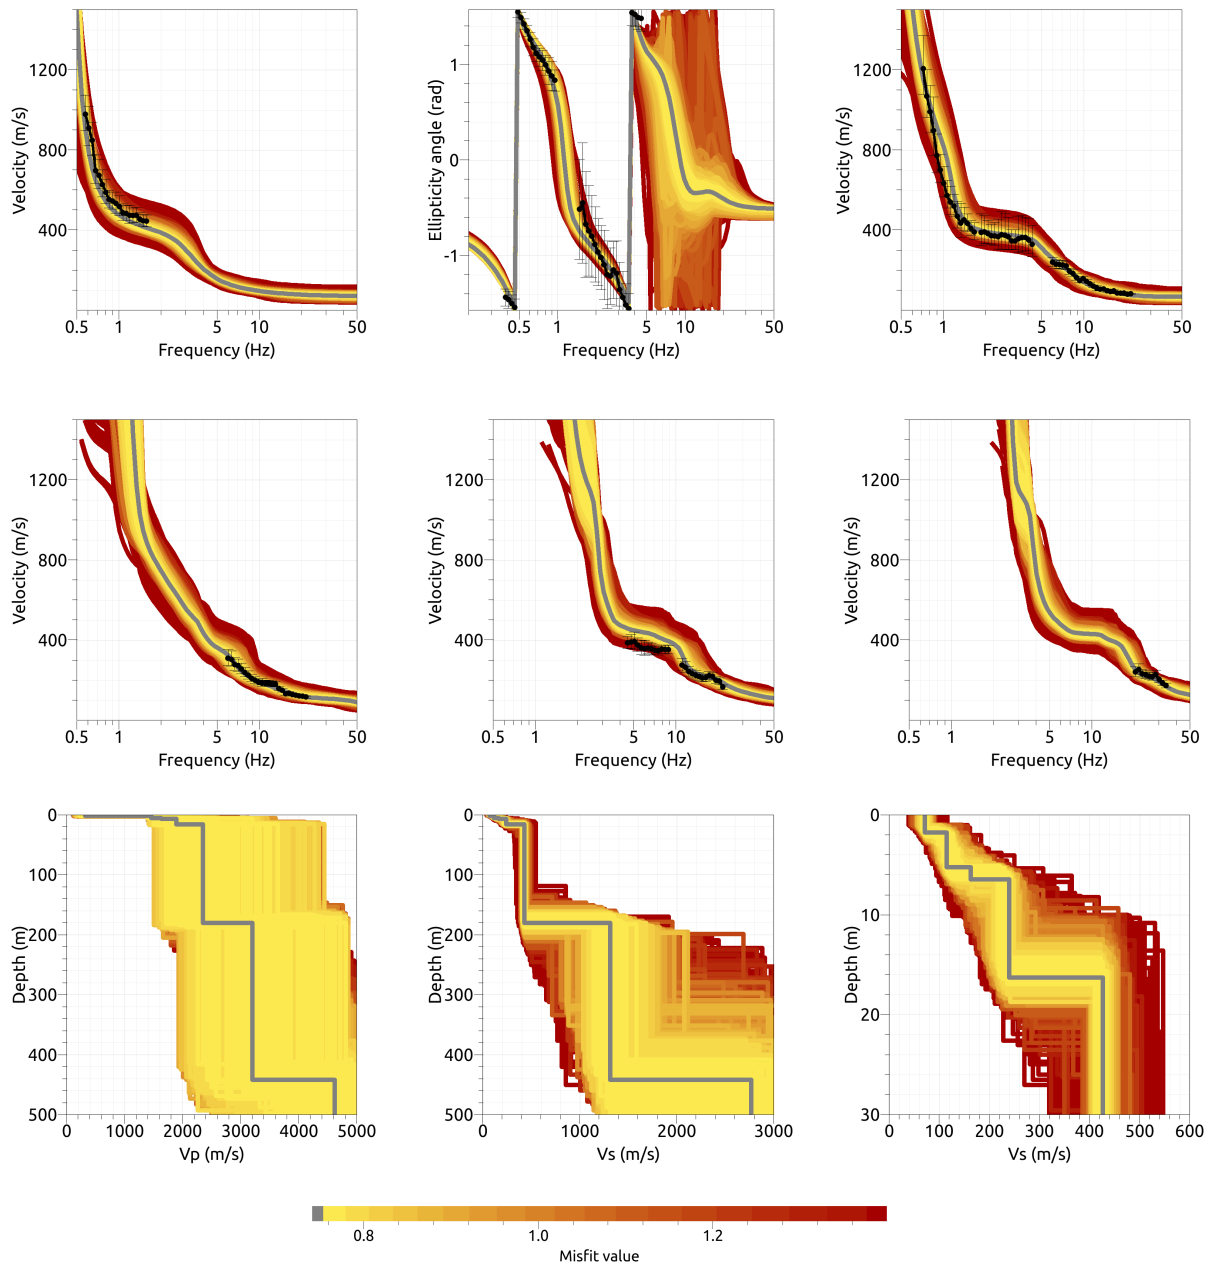 1200
800
400
Velocity (m/s)
0.5 1 5 10 50
Frequency (Hz)
1
0
-1
Ellipticity angle (rad)
0.5 1 5 10 50
Frequency (Hz)
1200
800
400
Velocity (m/s)
0.5 1 5 10 50
Frequency (Hz)
1200
800
400
Velocity (m/s)
0.5 1 5 10 50
Frequency (Hz)
1200
800
400
Velocity (m/s)
0.5 1 5 10 50
Frequency (Hz)
1200
800
400
Velocity (m/s)
0.5 1 5 10 50
Frequency (Hz)
0
100
200
300
400
500
Depth (m)
0 1000 2000 3000 4000 5000
Vp (m/s)
0
100
200
300
400
500
Depth (m)
0 1000 2000 3000
Vs (m/s)
0
10
20
30
Depth (m)
0 100 200 300 400 500 600
Vs (m/s)
0.8 1.0 1.2
Misfit value